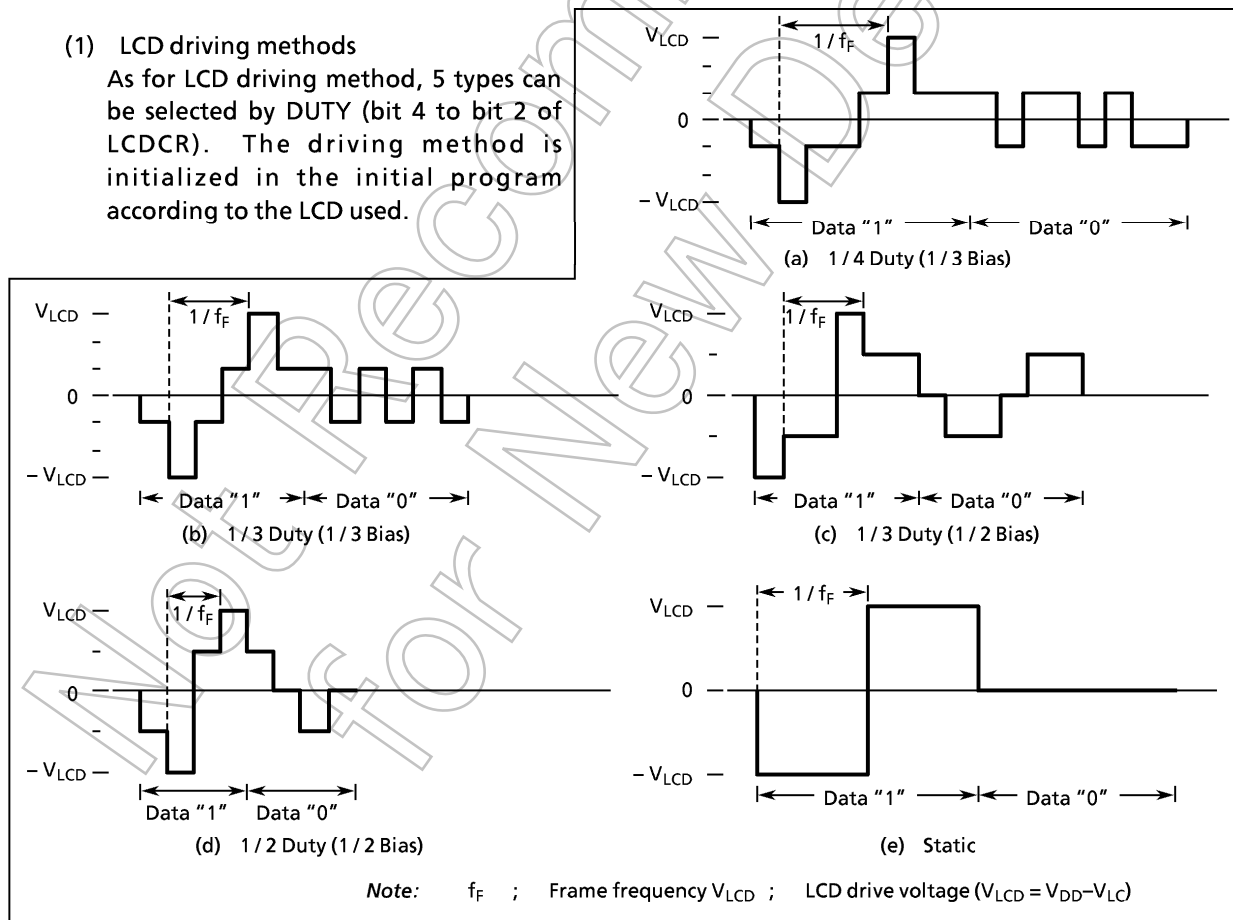 (1) LCD driving methods
As for LCD driving method, 5 types can
be selected by DUTY (bit 4 to bit 2 of
LCDCR). The driving method is
initialized in the initial program
according to the LCD used.
VLCD
1 / fF
0
– VLCD
Data “1”
Data “0”
(a) 1 / 4 Duty (1 / 3 Bias)
VLCD
1 / fF
0
– VLCD
Data “1”
Data “0”
(b) 1 / 3 Duty (1 / 3 Bias)
VLCD
1 / fF
0
– VLCD
Data “1”
Data “0”
(c) 1 / 3 Duty (1 / 2 Bias)
VLCD
1 / fF
0
– VLCD
Data “1”
Data “0”
(d) 1 / 2 Duty (1 / 2 Bias)
VLCD
1 / fF
0
– VLCD
Data “1”
Data “0”
(e) Static
Note: fF ; Frame frequency VLCD ; LCD drive voltage (VLCD = VDD–VLC)
Not Recom
for New De